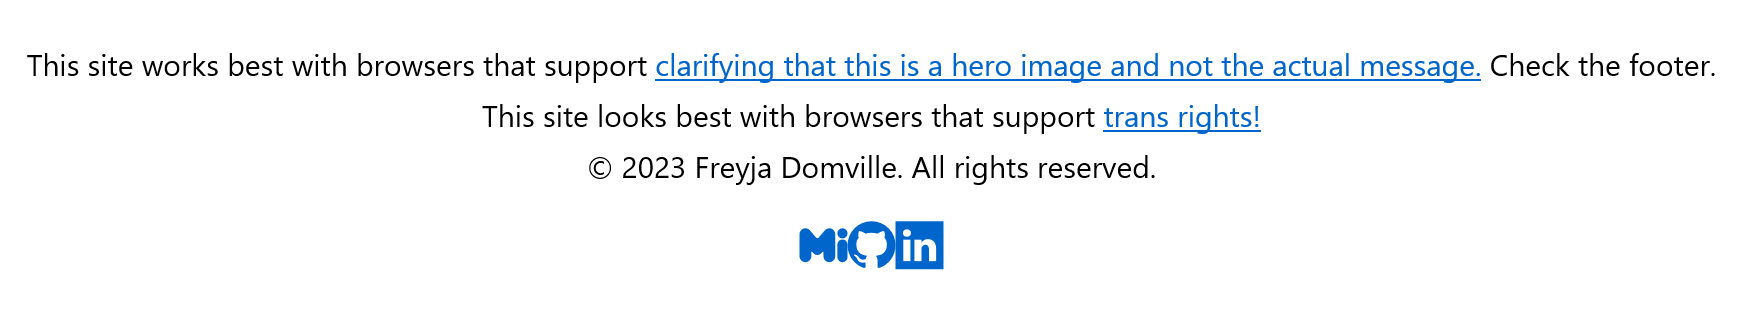 This site works best with browsers that support clarifying that this is a hero image and not the actual message. Check the footer.
This site looks best with browsers that support trans rights!
© 2023 Freyja Domville. All rights reserved.
Mi in